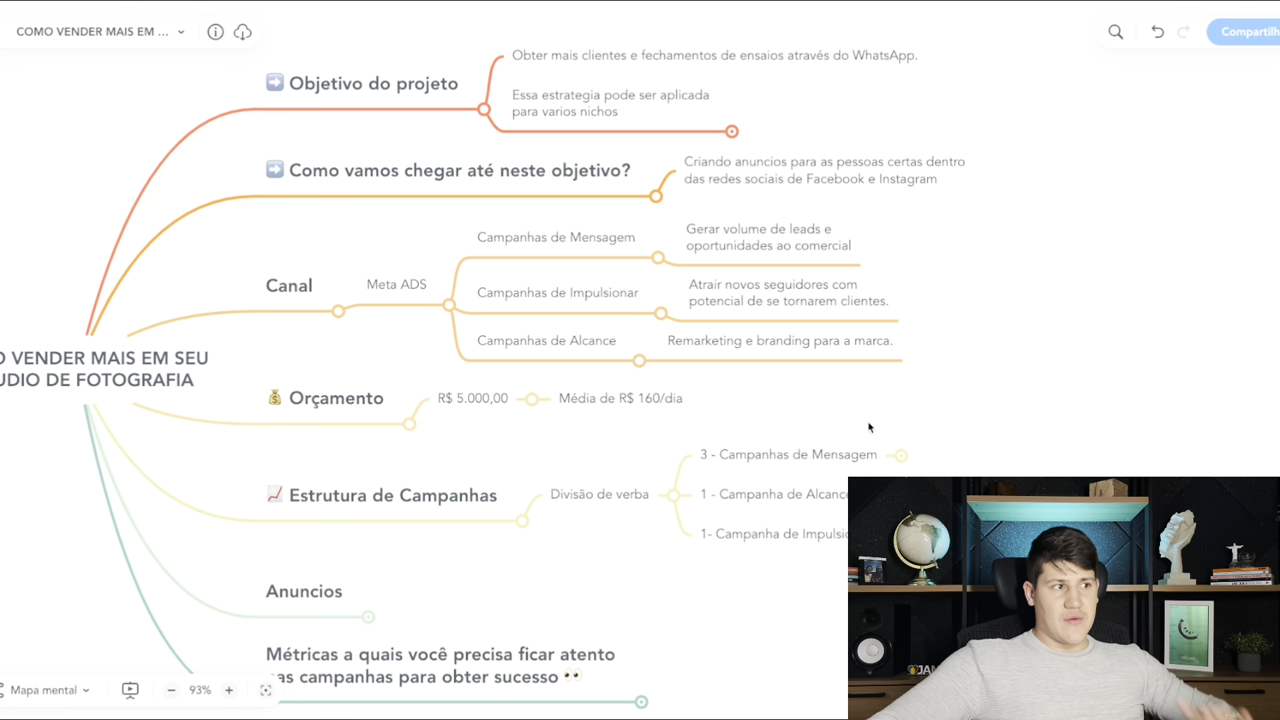 COMO VENDER MAIS EM ...
Compartilh
Objetivo do projeto
Obter mais clientes e fechamentos de ensaios através do WhatsApp.
Essa estrategia pode ser aplicada
para varios nichos
Como vamos chegar até neste objetivo?
Criando anuncios para as pessoas certas dentro
das redes sociais de Facebook e Instagram
Canal
Meta ADS
Campanhas de Mensagem
Gerar volume de leads e
oportunidades ao comercial
Campanhas de Impulsionar
Atrair novos seguidores com
potencial de se tornarem clientes.
Campanhas de Alcance
Remarketing e branding para a marca.
O VENDER MAIS EM SEU
UDIO DE FOTOGRAFIA
Orçamento
R$ 5.000,00
Média de R$ 160/dia
Estrutura de Campanhas
Divisão de verba
3 - Campanhas de Mensagem
1 - Campanha de Alcance
1- Campanha de Impulsio
Anuncios
Métricas a quais você precisa ficar atento
as campanhas para obter sucesso 👀
Mapa mental
93%